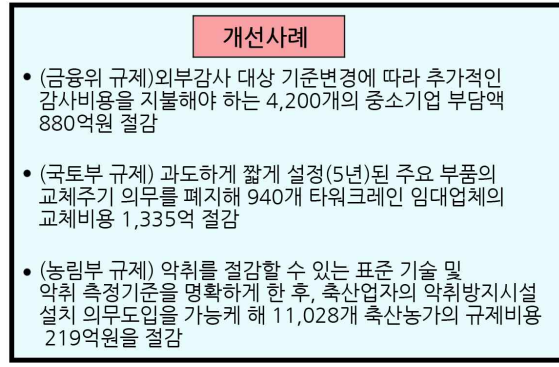 개선사례
• (금융위 규제)외부감사 대상 기준변경에 따라 추가적인
감사비용을 지불해야 하는 4,200개의 중소기업 부담액
880억원 절감
• (국토부 규제) 과도하게 짧게 설정(5년)된 주요 부품의
교체주기 의무를 폐지해 940개 타워크레인 임대업체의
교체비용 1,335억 절감
• (농림부 규제) 악취를 절감할 수 있는 표준 기술 및
악취 측정기준을 명확하게 한 후, 축산업자의 악취방지시설
설치 의무도입을 가능케 해 11,028개 축산농가의 규제비용
219억원을 절감